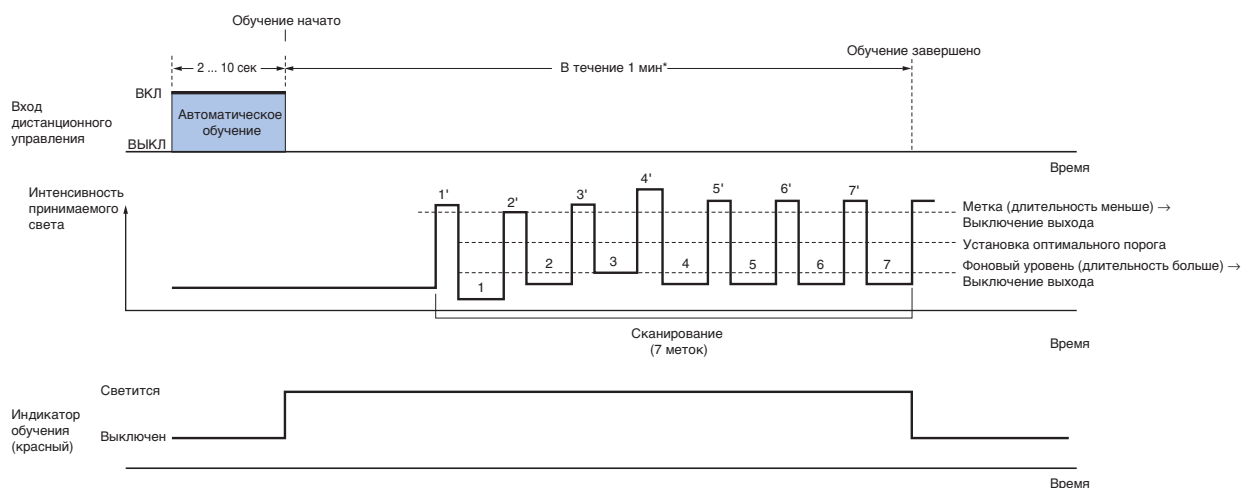 Обучение начато
Обучение завершено
2 ... 10 сек
В течение 1 мин*
Вход
дистанционного
управления
ВКЛ
Автоматическое
обучение
ВЫКЛ
Время
Интенсивность
принимаемого
света
1'
2'
3'
4'
5'
6'
7'
Метка (длительность меньше) →
Выключение выхода
Установка оптимального порога
Фоновый уровень (длительность больше) →
Выключение выхода
1
2
3
4
5
6
7
Сканирование
(7 меток)
Время
Светится
Индикатор
обучения
(красный)
Выключен
Время